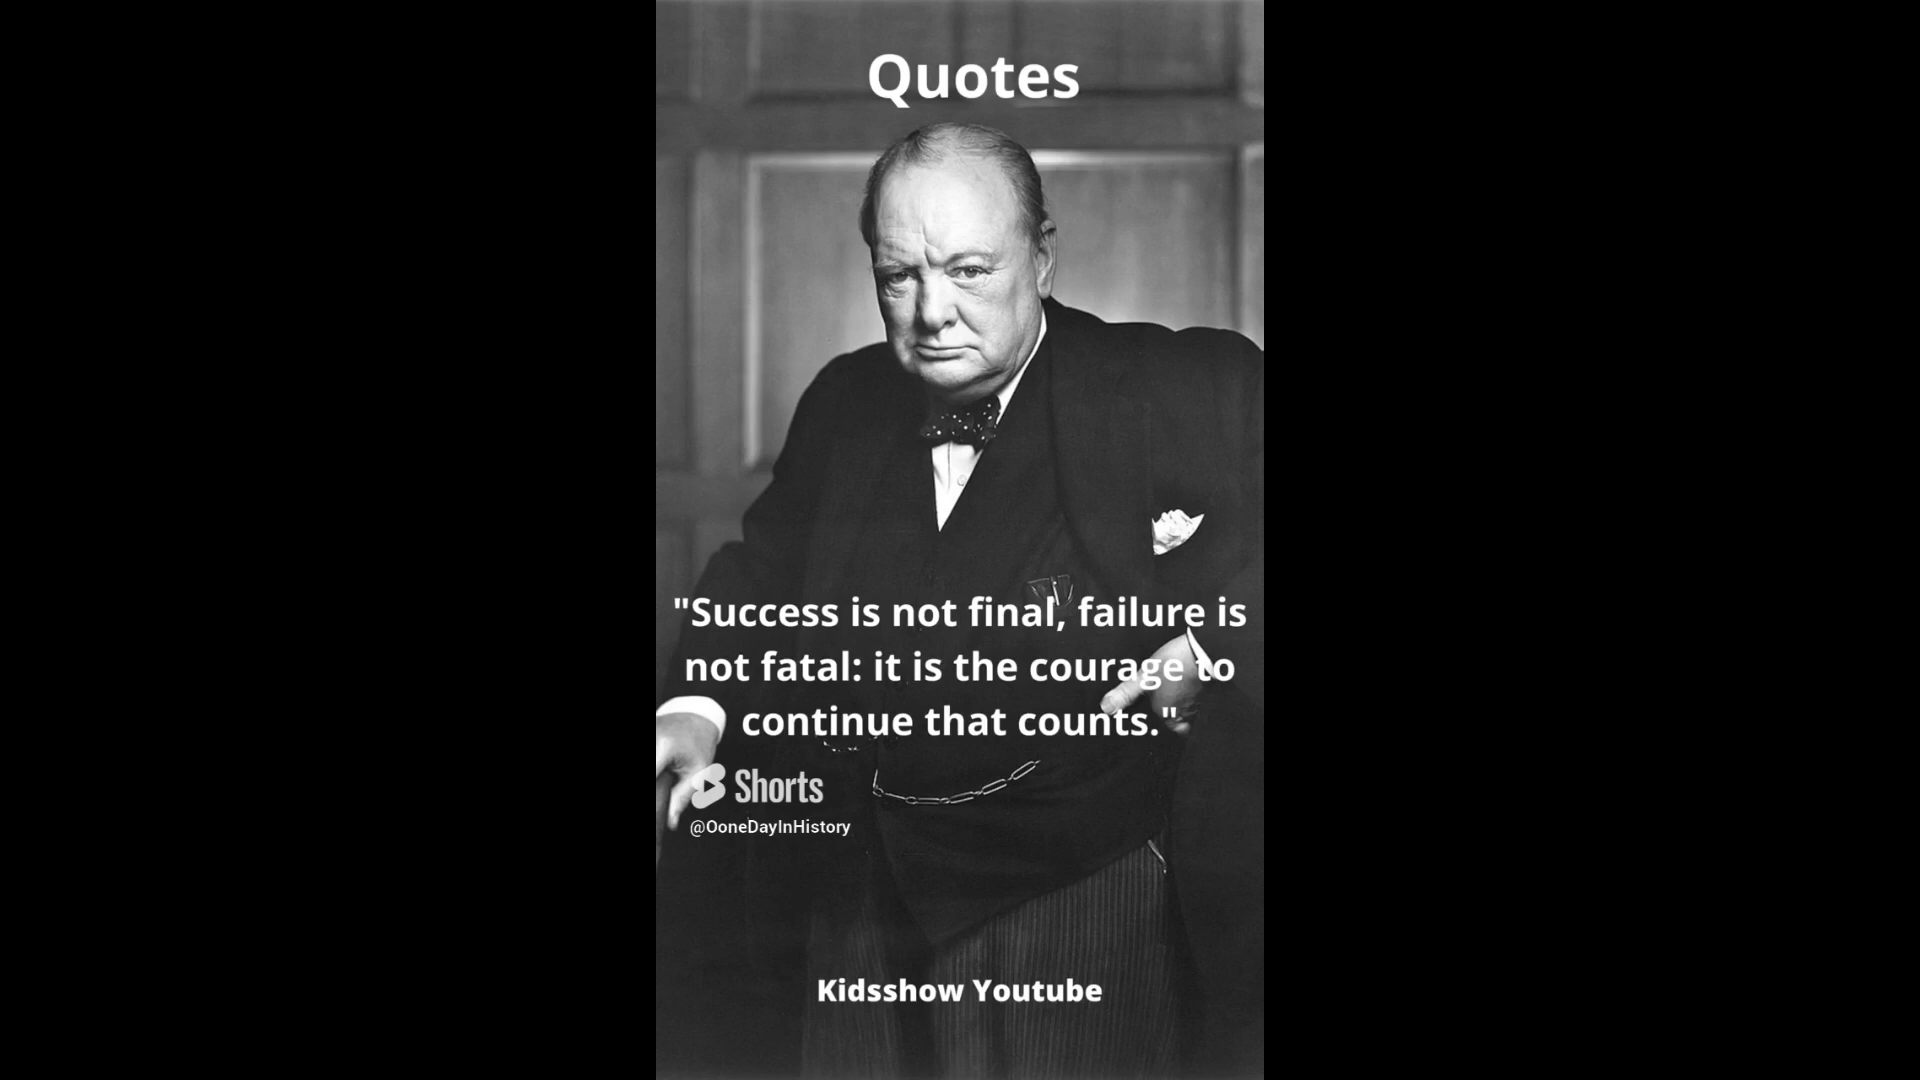 Quotes
"Success is not final, failure is
not fatal: it is the courage to
continue that counts."
Shorts
@OoneDayInHistory
Kidsshow Youtube